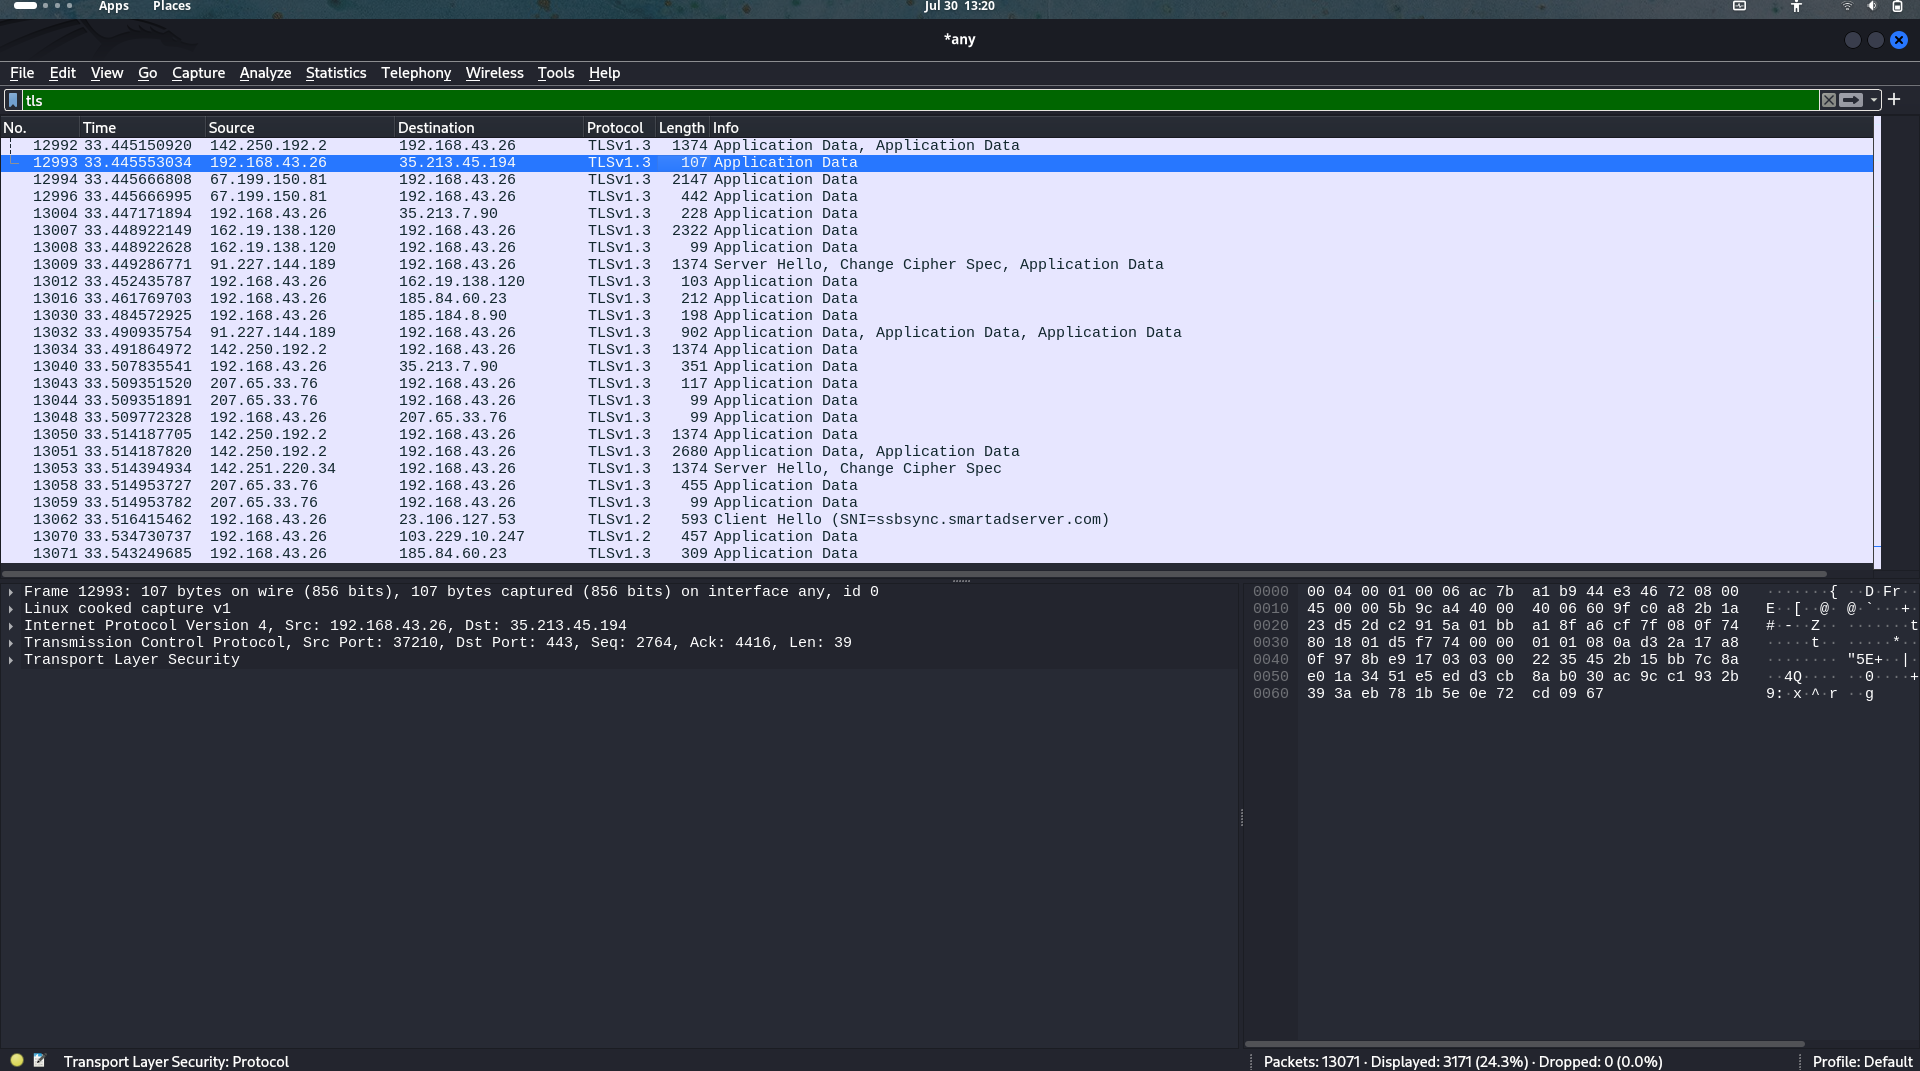 Apps Places Jul 30 13:20
*any
File Edit View Go Capture Analyze Statistics Telephony Wireless Tools Help
tls
No. Time Source Destination Protocol Length Info
12992 33.445150920 142.250.192.2 192.168.43.26 TLSv1.3 1374 Application Data, Application Data
12993 33.445553034 192.168.43.26 35.213.45.194 TLSv1.3 107 Application Data
12994 33.445666808 67.199.150.81 192.168.43.26 TLSv1.3 2147 Application Data
12996 33.445666995 67.199.150.81 192.168.43.26 TLSv1.3 442 Application Data
13004 33.447171894 192.168.43.26 35.213.7.90 TLSv1.3 228 Application Data
13007 33.448922149 162.19.138.120 192.168.43.26 TLSv1.3 2322 Application Data
13008 33.448922628 162.19.138.120 192.168.43.26 TLSv1.3 99 Application Data
13009 33.449286771 91.227.144.189 192.168.43.26 TLSv1.3 1374 Server Hello, Change Cipher Spec, Application Data
13012 33.452435787 192.168.43.26 162.19.138.120 TLSv1.3 103 Application Data
13016 33.461769703 192.168.43.26 185.84.60.23 TLSv1.3 212 Application Data
13030 33.484572925 192.168.43.26 185.184.8.90 TLSv1.3 198 Application Data
13032 33.490935754 91.227.144.189 192.168.43.26 TLSv1.3 902 Application Data, Application Data, Application Data
13034 33.491864972 142.250.192.2 192.168.43.26 TLSv1.3 1374 Application Data
13040 33.507835541 192.168.43.26 35.213.7.90 TLSv1.3 351 Application Data
13043 33.509351520 207.65.33.76 192.168.43.26 TLSv1.3 117 Application Data
13044 33.509351891 207.65.33.76 192.168.43.26 TLSv1.3 99 Application Data
13048 33.509772328 192.168.43.26 207.65.33.76 TLSv1.3 99 Application Data
13050 33.514187705 142.250.192.2 192.168.43.26 TLSv1.3 1374 Application Data
13051 33.514187820 142.250.192.2 192.168.43.26 TLSv1.3 2680 Application Data, Application Data
13053 33.514394934 142.251.220.34 192.168.43.26 TLSv1.3 1374 Server Hello, Change Cipher Spec
13058 33.514953727 207.65.33.76 192.168.43.26 TLSv1.3 455 Application Data
13059 33.514953782 207.65.33.76 192.168.43.26 TLSv1.3 99 Application Data
13062 33.516415462 192.168.43.26 23.106.127.53 TLSv1.2 593 Client Hello (SNI=ssbsync.smartadserver.com)
13070 33.534730737 192.168.43.26 103.229.10.247 TLSv1.2 457 Application Data
13071 33.543249685 192.168.43.26 185.84.60.23 TLSv1.3 309 Application Data
Frame 12993: 107 bytes on wire (856 bits), 107 bytes captured (856 bits) on interface any, id 0
Linux cooked capture v1
Internet Protocol Version 4, Src: 192.168.43.26, Dst: 35.213.45.194
Transmission Control Protocol, Src Port: 37210, Dst Port: 443, Seq: 2764, Ack: 4416, Len: 39
Transport Layer Security
0000 00 04 00 01 00 06 ac 7b a1 b9 44 e3 46 72 08 00 ·······{ ··D·Fr··
0010 45 00 00 5b 9c a4 40 00 40 06 60 9f c0 a8 2b 1a E··[··@· @·`···+·
0020 23 d5 2d c2 91 5a 01 bb a1 8f a6 cf 7f 08 0f 74 #·-··Z·· ·······t
0030 80 18 01 d5 f7 74 00 00 01 01 08 0a d3 2a 17 a8 ·····t·· ·····*··
0040 0f 97 8b e9 17 03 03 00 22 35 45 2b 15 bb 7c 8a ········ "5E+··|·
0050 e0 1a 34 51 e5 ed d3 cb 8a b0 30 ac 9c c1 93 2b ··4Q···· ··0····+
0060 39 3a eb 78 1b 5e 0e 72 cd 09 67 9:·x·^·r ··g
Transport Layer Security: Protocol
Packets: 13071 · Displayed: 3171 (24.3%) · Dropped: 0 (0.0%)
Profile: Default